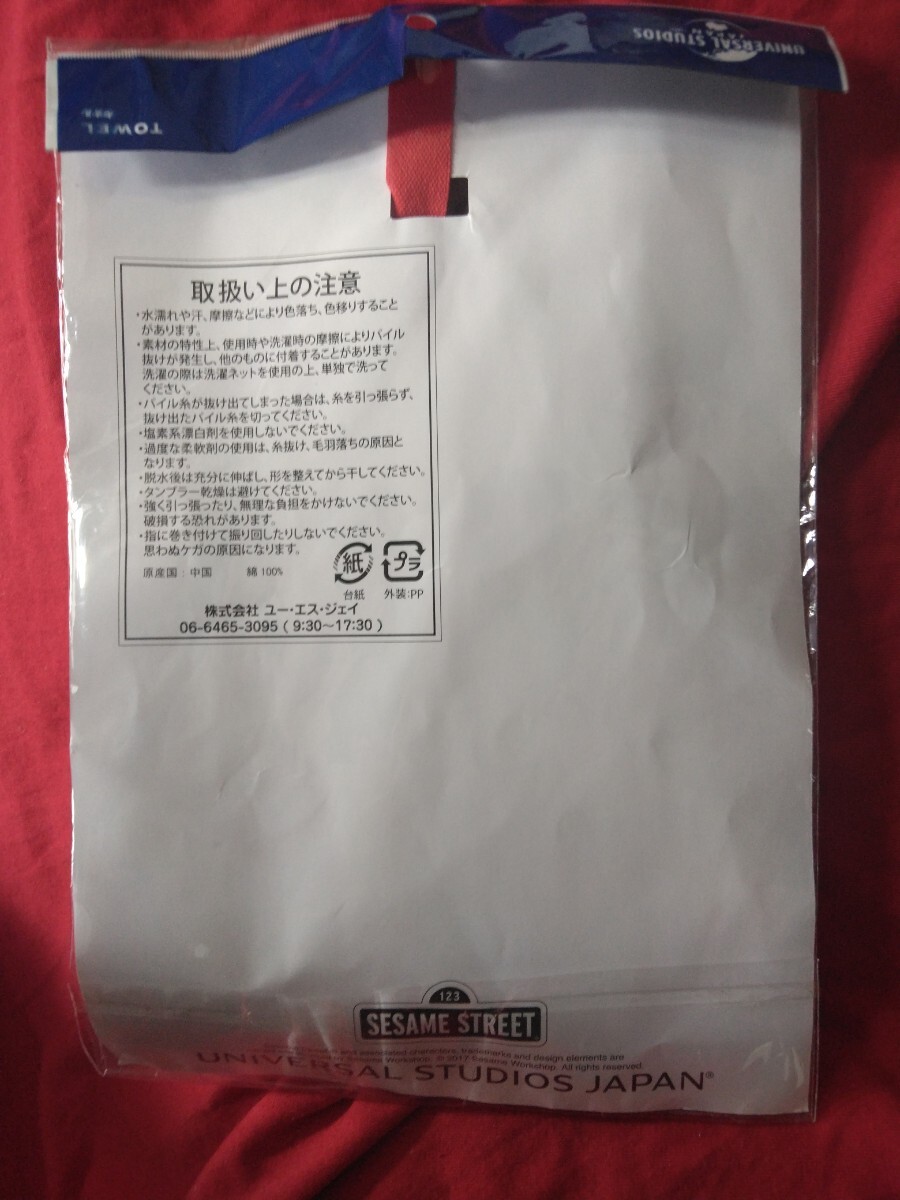 UNIVERSAL STUDIOS
JAPAN
TOWEL
取扱い上の注意
・水濡れや汗、摩擦などにより色落ち、色移りすること
があります。
・素材の特性上、使用時や洗濯時の摩擦によりパイル
抜けが発生し、他のものに付着することがあります。
洗濯の際は洗濯ネットを使用の上、単独で洗って
ください。
・パイル糸が抜け出てしまった場合は、糸を引っ張らず、
抜け出たパイル糸を切ってください。
・塩素系漂白剤を使用しないでください。
・過度な柔軟剤の使用は、糸抜け、毛羽落ちの原因と
なります。
・脱水後は充分に伸ばし、形を整えてから干してください。
・タンブラー乾燥は避けてください。
・強く引っ張ったり、無理な負担をかけないでください。
破損する恐れがあります。
・指に巻き付けて振り回したりしないでください。
思わぬケガの原因になります。
原産国：中国 綿 100%
紙 プラ
台紙 外装:PP
株式会社 ユー・エス・ジェイ
06-6465-3095 ( 9:30〜17:30 )
123
SESAME STREET
and associated characters, trademarks and design elements are
Sesame Workshop. © 2017 Sesame Workshop. All rights reserved.
UNIVERSAL STUDIOS JAPAN®